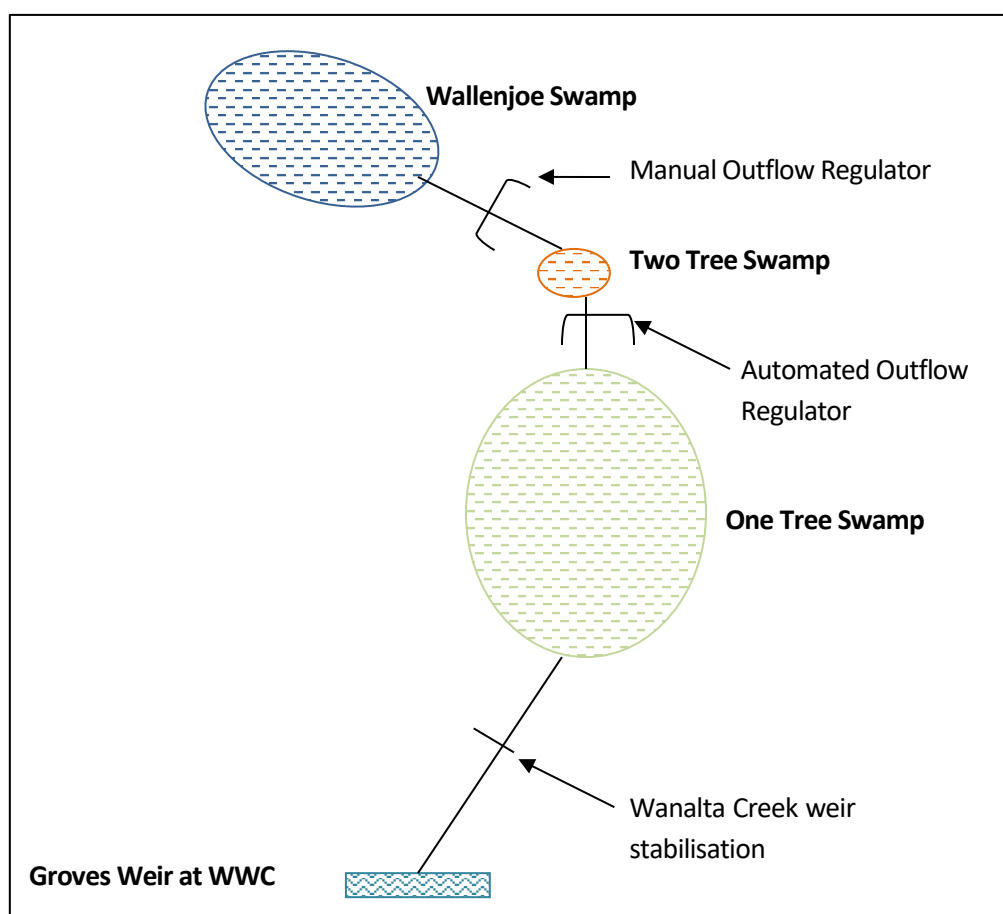 Wallenjoe Swamp
Manual Outflow Regulator
Two Tree Swamp
Automated Outflow
Regulator
One Tree Swamp
Wanalta Creek weir
stabilisation
Groves Weir at WWC